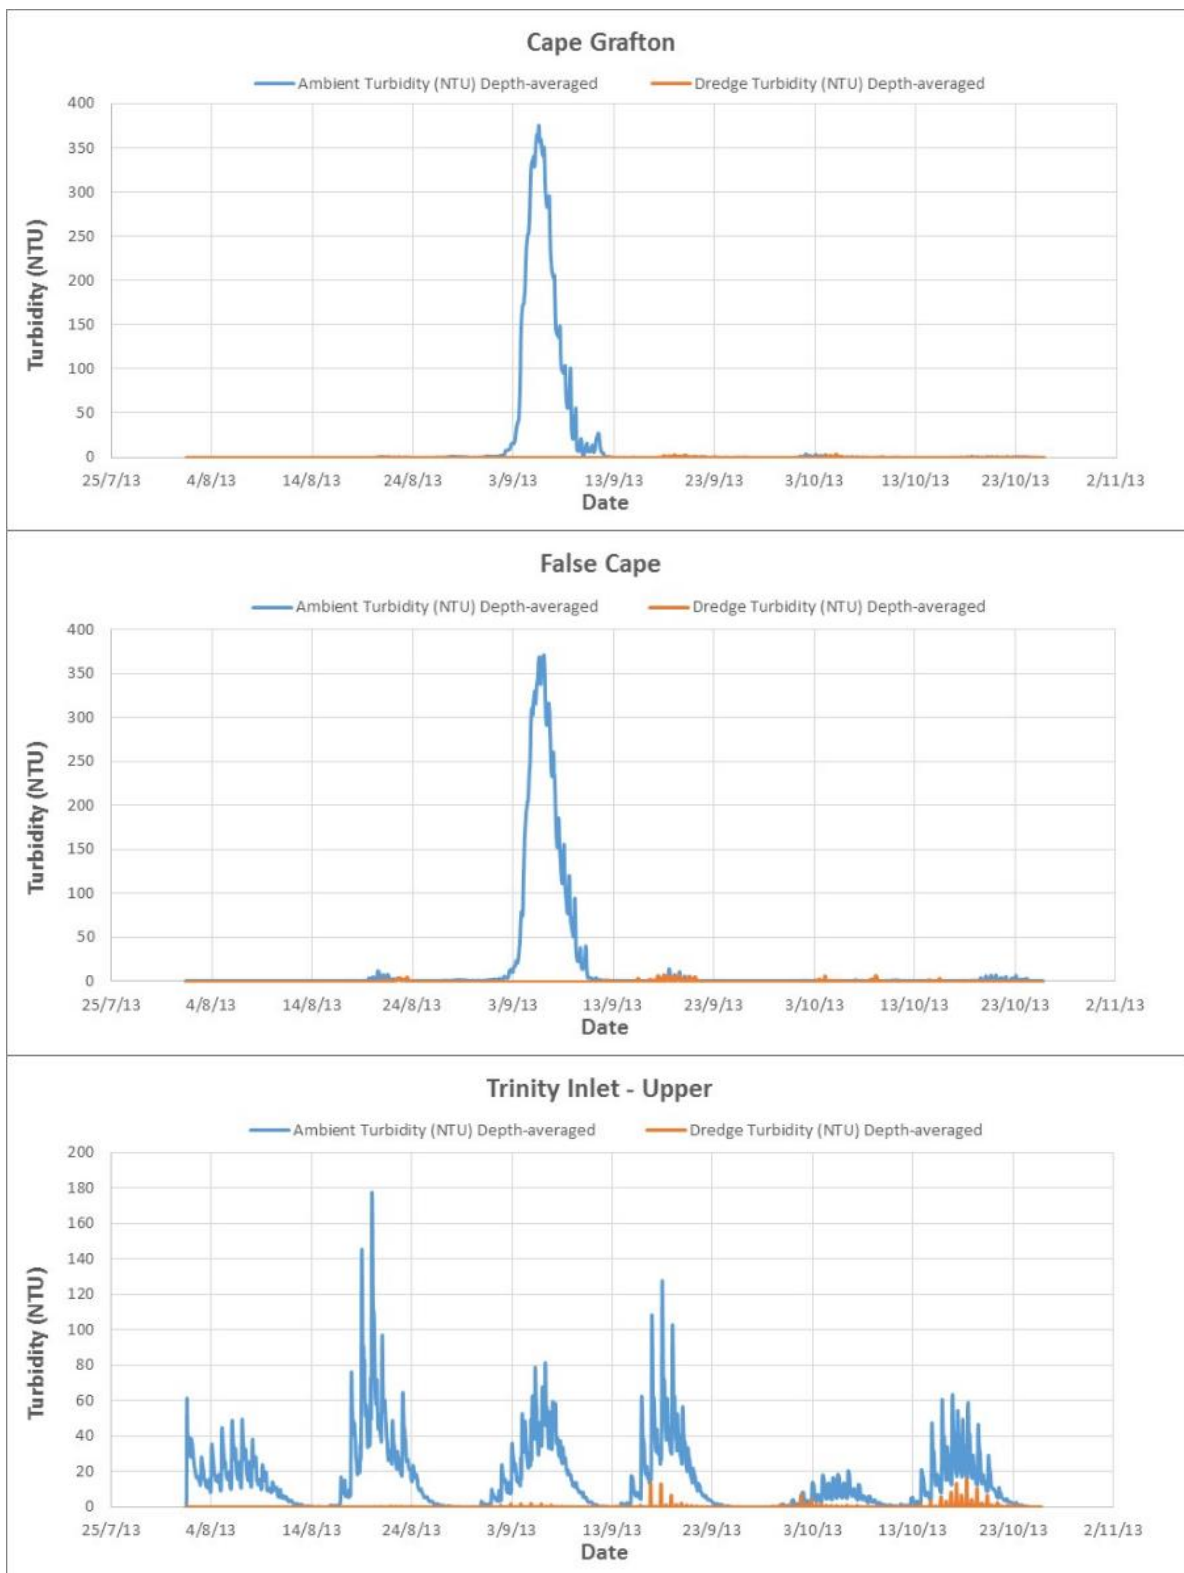 Cape Grafton
Ambient Turbidity (NTU) Depth-averaged Dredge Turbidity (NTU) Depth-averaged
Turbidity (NTU)
400
350
300
250
200
150
100
50
0
25/7/13 4/8/13 14/8/13 24/8/13 3/9/13 13/9/13 23/9/13 3/10/13 13/10/13 23/10/13 2/11/13
Date
False Cape
Ambient Turbidity (NTU) Depth-averaged Dredge Turbidity (NTU) Depth-averaged
Turbidity (NTU)
400
350
300
250
200
150
100
50
0
25/7/13 4/8/13 14/8/13 24/8/13 3/9/13 13/9/13 23/9/13 3/10/13 13/10/13 23/10/13 2/11/13
Date
Trinity Inlet - Upper
Ambient Turbidity (NTU) Depth-averaged Dredge Turbidity (NTU) Depth-averaged
Turbidity (NTU)
200
180
160
140
120
100
80
60
40
20
0
25/7/13 4/8/13 14/8/13 24/8/13 3/9/13 13/9/13 23/9/13 3/10/13 13/10/13 23/10/13 2/11/13
Date